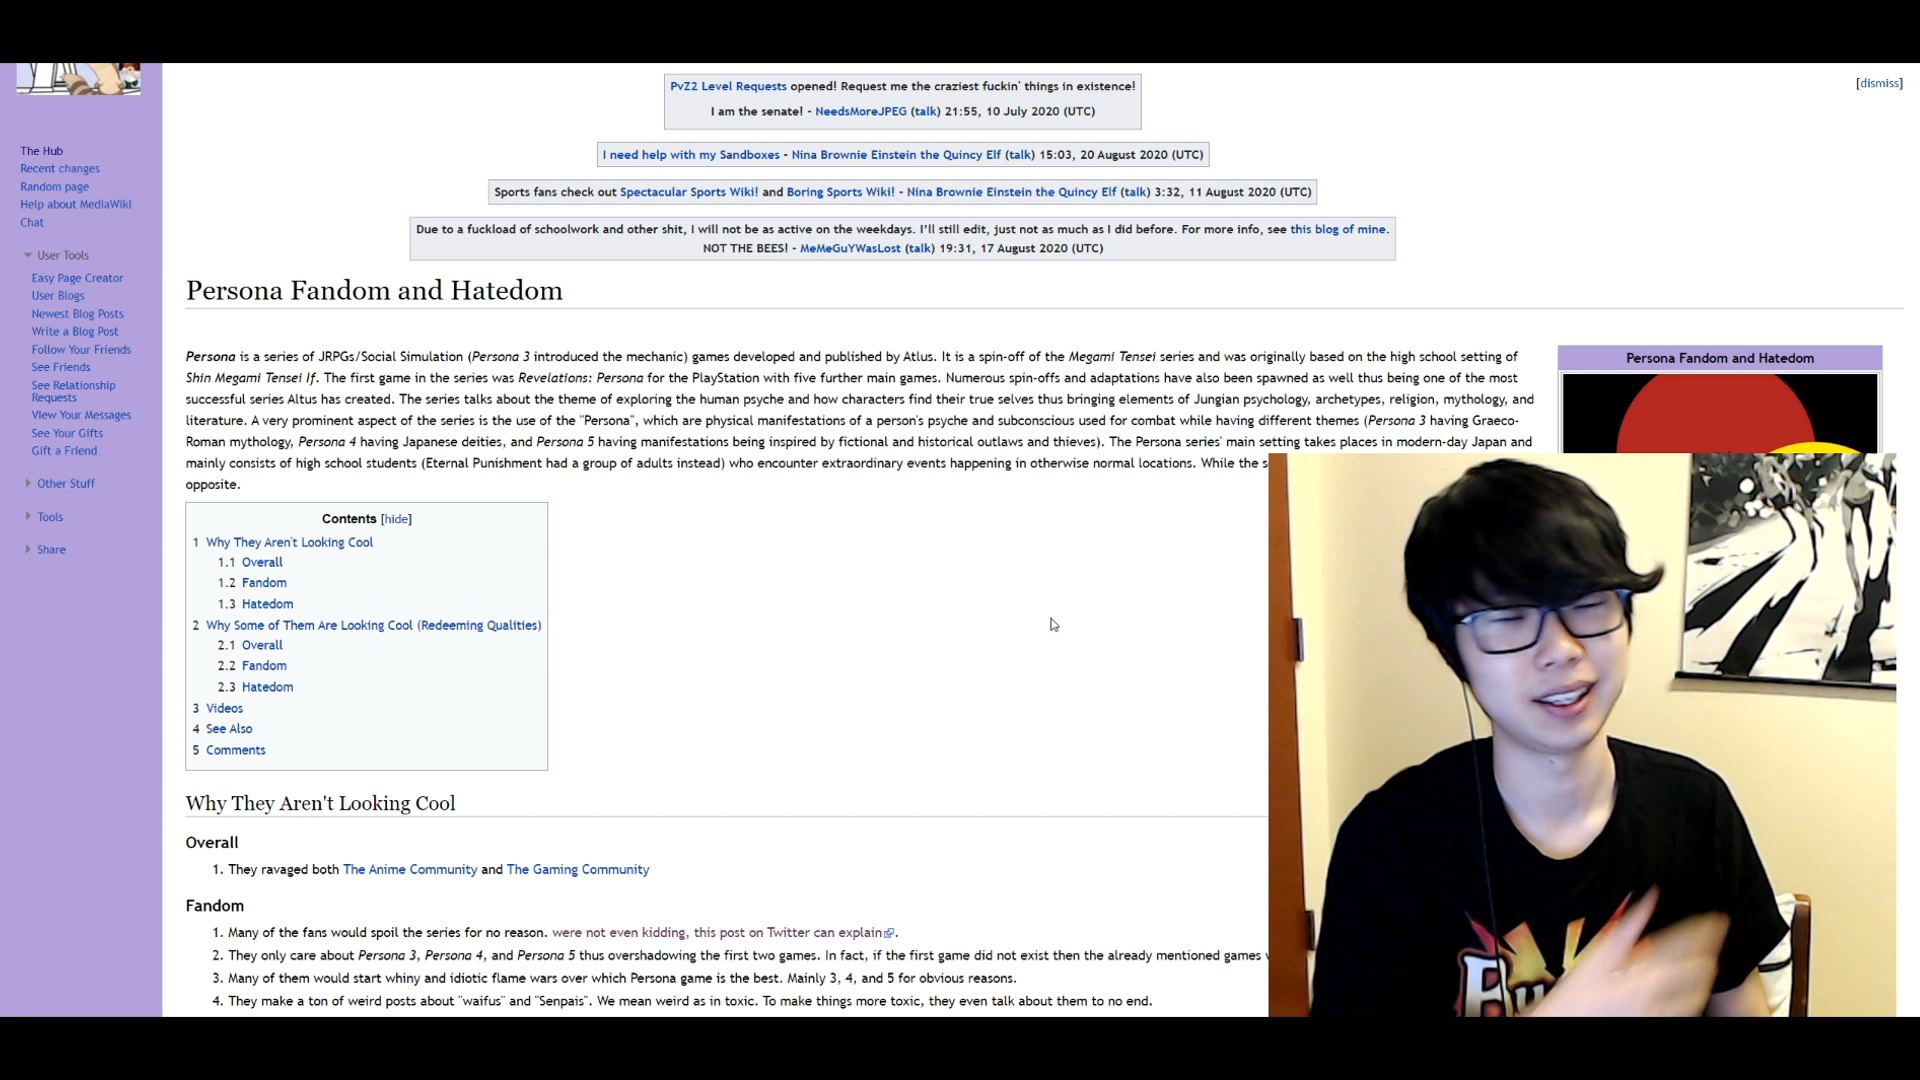 PvZ2 Level Requests opened! Request me the craziest fuckin' things in existence!
I am the senate! - NeedsMoreJPEG (talk) 21:55, 10 July 2020 (UTC)
[dismiss]
I need help with my Sandboxes - Nina Brownie Einstein the Quincy Elf (talk) 15:03, 20 August 2020 (UTC)
Sports fans check out Spectacular Sports Wiki! and Boring Sports Wiki! - Nina Brownie Einstein the Quincy Elf (talk) 3:32, 11 August 2020 (UTC)
Due to a fuckload of schoolwork and other shit, I will not be as active on the weekdays. I'll still edit, just not as much as I did before. For more info, see this blog of mine.
NOT THE BEES! - MeMeGuYWasLost (talk) 19:31, 17 August 2020 (UTC)
The Hub
Recent changes
Random page
Help about MediaWiki
Chat
User Tools
Easy Page Creator
User Blogs
Newest Blog Posts
Write a Blog Post
Follow Your Friends
See Friends
See Relationship
Requests
View Your Messages
See Your Gifts
Gift a Friend
Other Stuff
Tools
Share
Persona Fandom and Hatedom
Persona is a series of JRPGs/Social Simulation (Persona 3 introduced the mechanic) games developed and published by Atlus. It is a spin-off of the Megami Tensei series and was originally based on the high school setting of
Shin Megami Tensei If. The first game in the series was Revelations: Persona for the PlayStation with five further main games. Numerous spin-offs and adaptations have also been spawned as well thus being one of the most
successful series Altus has created. The series talks about the theme of exploring the human psyche and how characters find their true selves thus bringing elements of Jungian psychology, archetypes, religion, mythology, and
literature. A very prominent aspect of the series is the use of the "Persona", which are physical manifestations of a person's psyche and subconscious used for combat while having different themes (Persona 3 having Graeco-
Roman mythology, Persona 4 having Japanese deities, and Persona 5 having manifestations being inspired by fictional and historical outlaws and thieves). The Persona series' main setting takes places in modern-day Japan and
mainly consists of high school students (Eternal Punishment had a group of adults instead) who encounter extraordinary events happening in otherwise normal locations. While the s
opposite.
Persona Fandom and Hatedom
Contents [hide]
1 Why They Aren't Looking Cool
1.1 Overall
1.2 Fandom
1.3 Hatedom
2 Why Some of Them Are Looking Cool (Redeeming Qualities)
2.1 Overall
2.2 Fandom
2.3 Hatedom
3 Videos
4 See Also
5 Comments
Why They Aren't Looking Cool
Overall
1. They ravaged both The Anime Community and The Gaming Community
Fandom
1. Many of the fans would spoil the series for no reason. were not even kidding, this post on Twitter can explain.
2. They only care about Persona 3, Persona 4, and Persona 5 thus overshadowing the first two games. In fact, if the first game did not exist then the already mentioned games
3. Many of them would start whiny and idiotic flame wars over which Persona game is the best. Mainly 3, 4, and 5 for obvious reasons.
4. They make a ton of weird posts about "waifus" and "Senpais". We mean weird as in toxic. To make things more toxic, they even talk about them to no end.